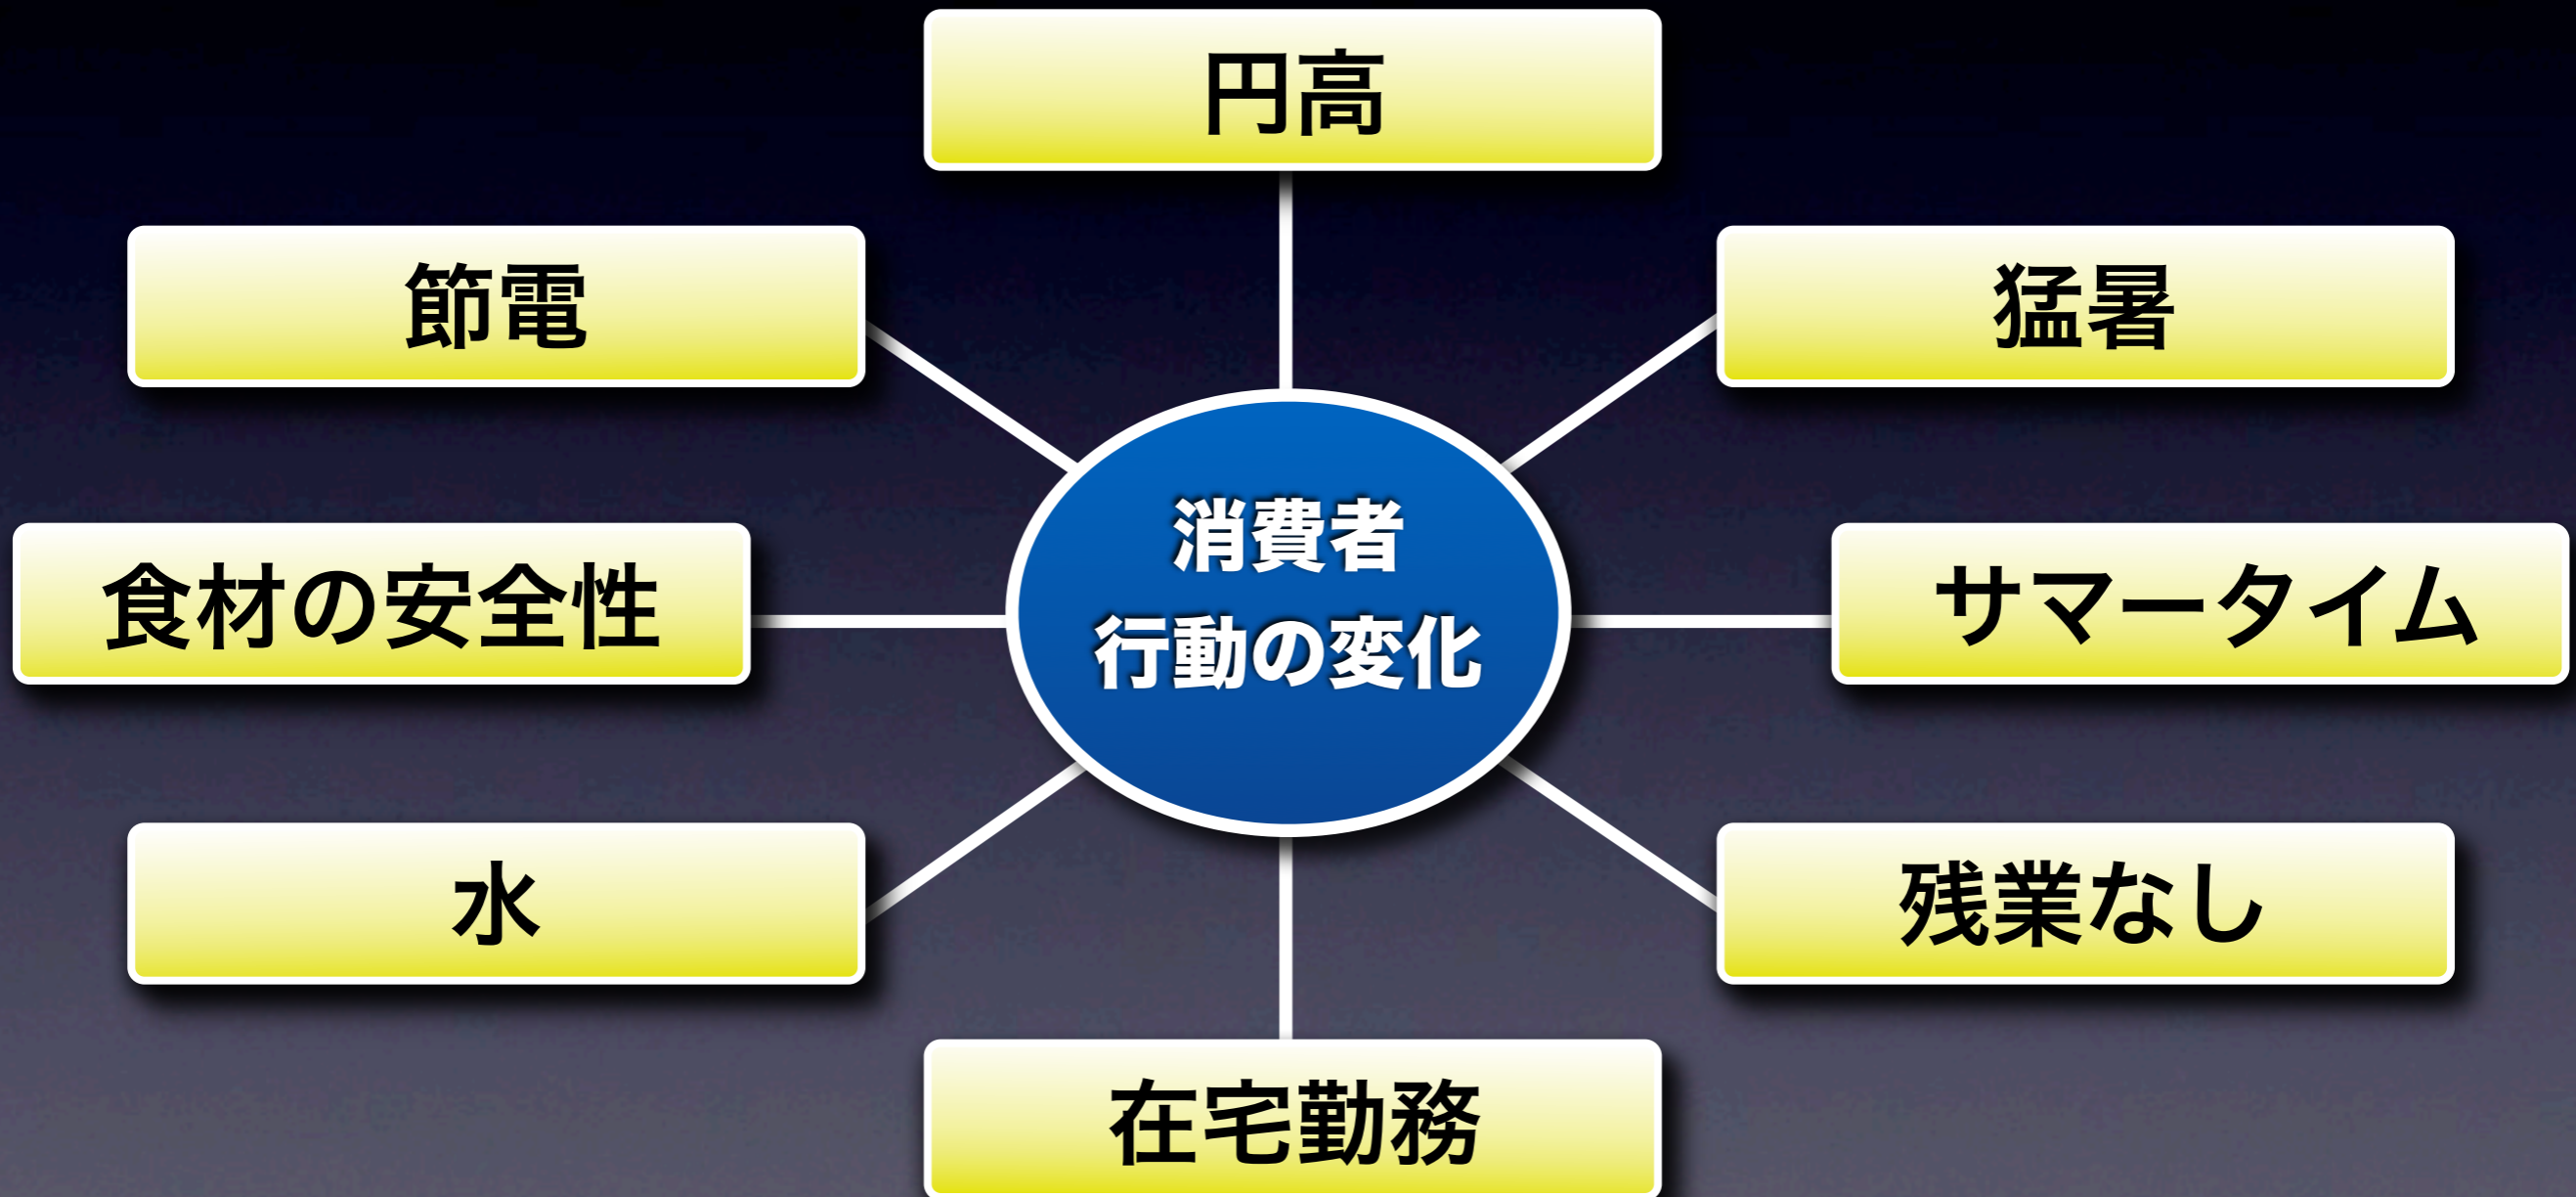 円高
節電
猛暑
消費者
行動の変化
食材の安全性
サマータイム
水
残業なし
在宅勤務